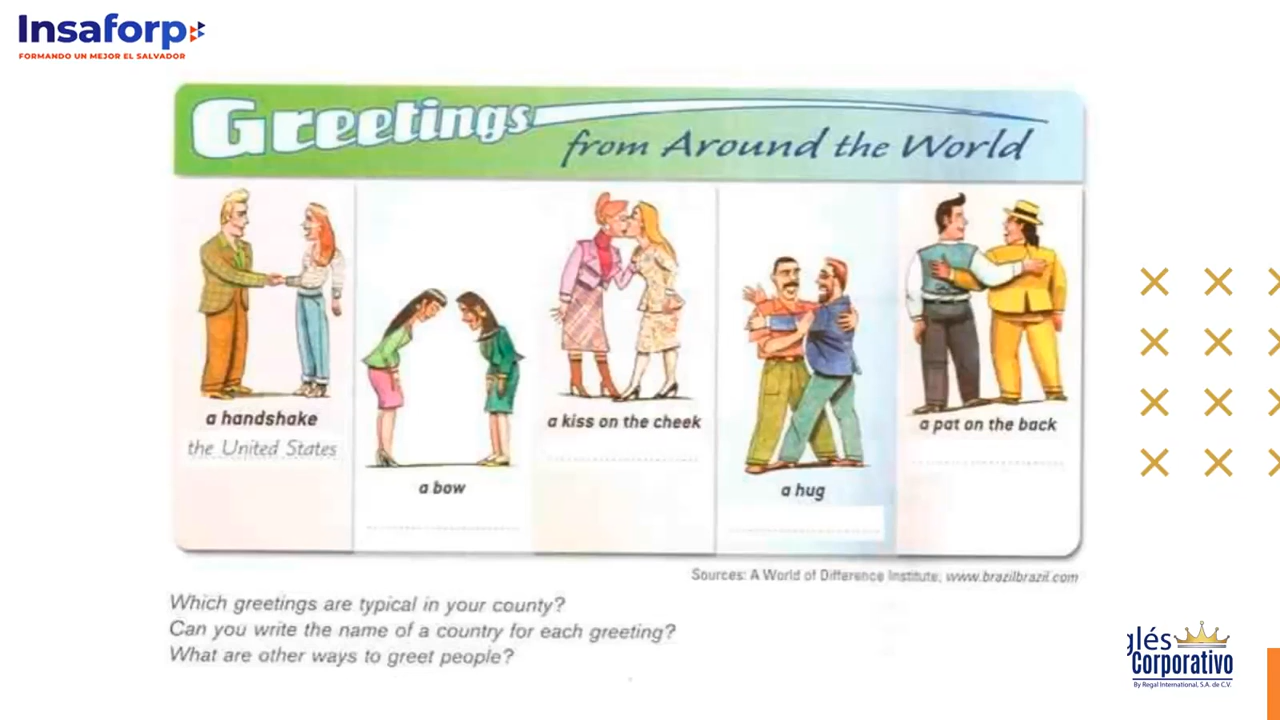 Insaforp
FORMANDO UN MEJOR EL SALVADOR
Greetings
from Around the World
a handshake
the United States
a bow
a kiss on the cheek
a hug
a pat on the back
Sources: A World of Difference Institute; www.brazilbrazil.com
Which greetings are typical in your county?
Can you write the name of a country for each greeting?
What are other ways to greet people?
glés
Corporativo
By Regal International, S.A. de C.V.